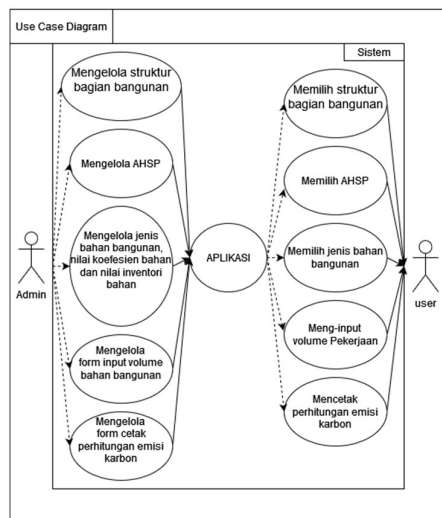 Use Case Diagram
Sistem
Mengelola struktur
bagian bangunan
Mengelola AHSP
Mengelola jenis
bahan bangunan,
nilai koefesien bahan
dan nilai inventori
bahan
Mengelola
form input volume
bahan bangunan
Mengelola
form cetak
perhitungan emisi
karbon
Admin
APLIKASI
Memilih struktur
bagian bangunan
Memilih AHSP
Memilih jenis bahan
bangunan
Meng-input
volume Pekerjaan
Mencetak
perhitungan emisi
karbon
user